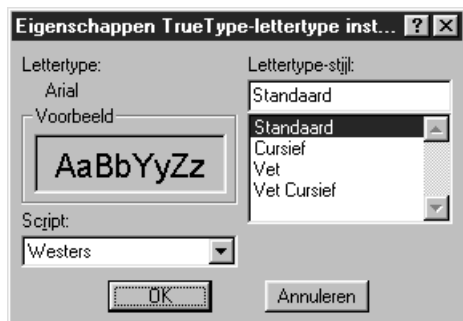 Eigenschappen TrueType-lettertype inst...
Lettertype:
Arial
Voorbeeld
AaBbYyZz
Script:
Westers
Lettertype-stijl:
Standaard
Standaard
Cursief
Vet
Vet Cursief
OK
Annuleren